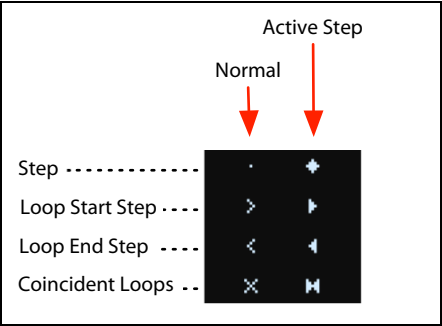 Active Step
Normal
Step
Loop Start Step
Loop End Step
Coincident Loops